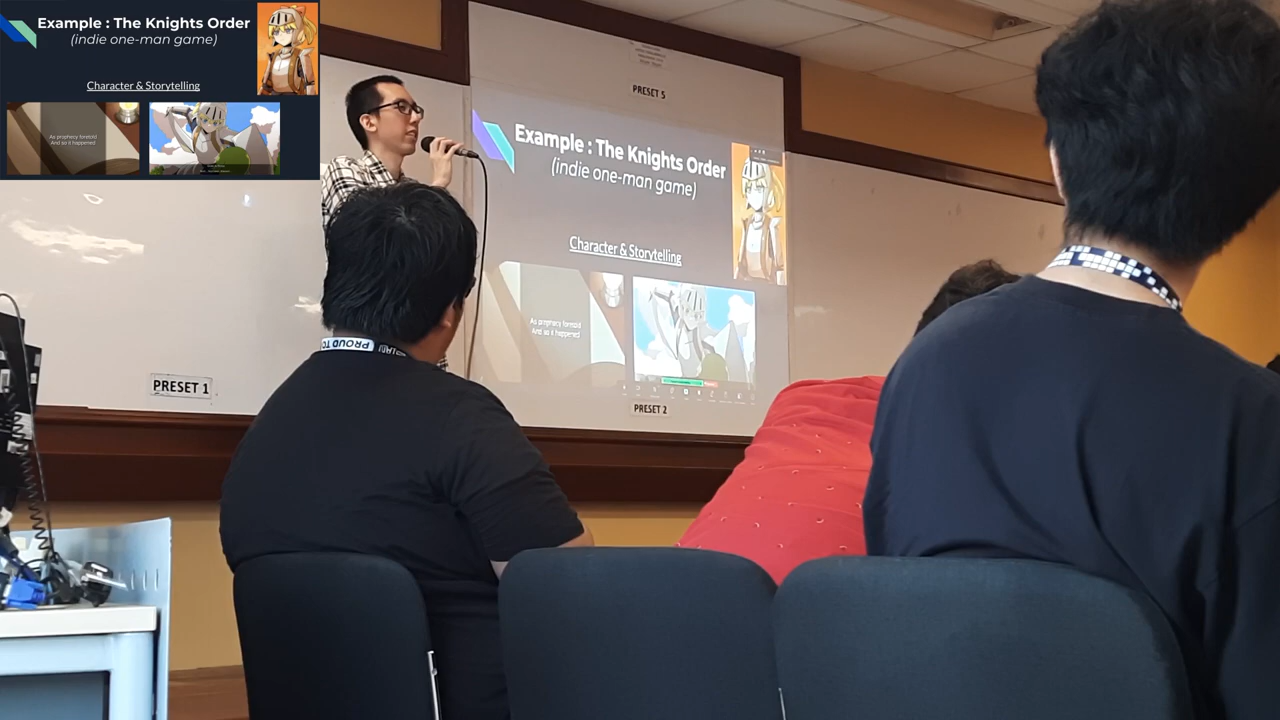 Example : The Knights Order
(indie one-man game)
Character & Storytelling
As prophecy foretold
And so it happened
PRESET 5
Example : The Knights Order
(indie one-man game)
Character & Storytelling
As prophecy foretold
And so it happened
PRESET 1
PRESET 2
PROUD TO